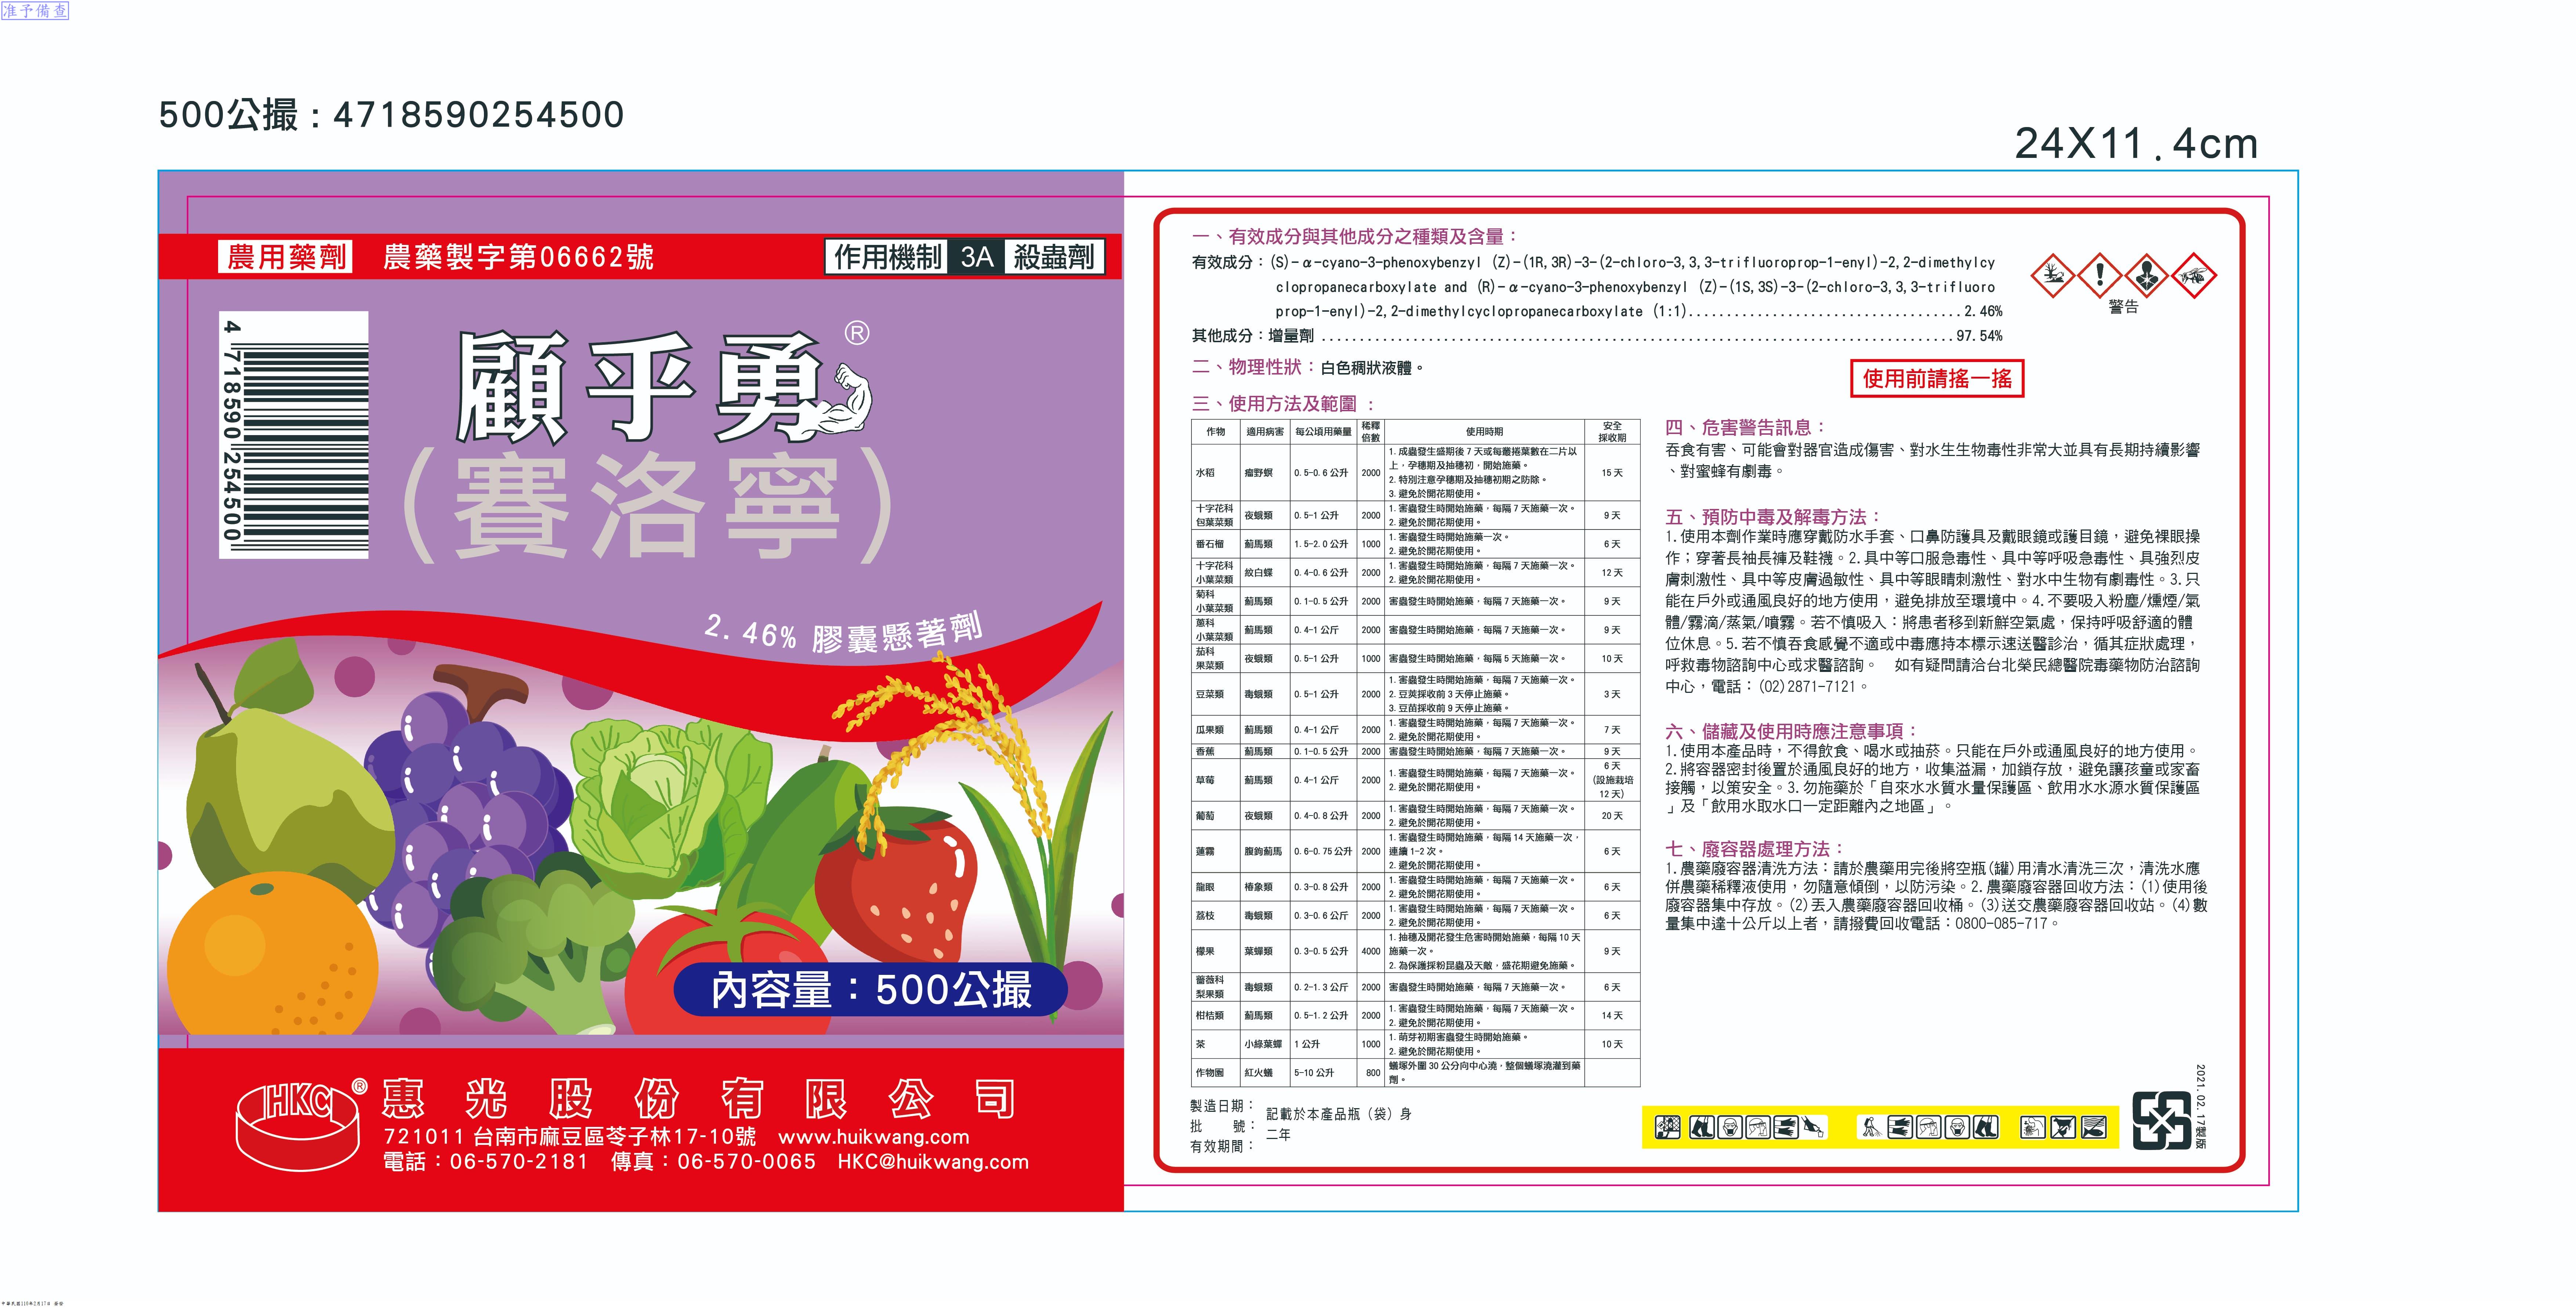 准予備查
500公撮：4718590254500
24X11.4cm
農用藥劑 農藥製字第06662號 作用機制 3A 殺蟲劑
4 718590 254500
顧乎勇®
(賽洛寧)
2.46% 膠囊懸著劑
內容量：500公撮
HKC®
惠光股份有限公司
721011 台南市麻豆區苓子林17-10號 www.huikwang.com
電話：06-570-2181 傳真：06-570-0065 HKC@huikwang.com
一、有效成分與其他成分之種類及含量：
有效成分：(S)-α-cyano-3-phenoxybenzyl (Z)-(1R,3R)-3-(2-chloro-3,3,3-trifluoroprop-1-enyl)-2,2-dimethylcy
clopropanecarboxylate and (R)-α-cyano-3-phenoxybenzyl (Z)-(1S,3S)-3-(2-chloro-3,3,3-trifluoro
prop-1-enyl)-2,2-dimethylcyclopropanecarboxylate (1:1)....................................2.46%
其他成分：增量劑 ...................................................................................97.54%
警告
二、物理性狀：白色稠狀液體。
使用前請搖一搖
三、使用方法及範圍 :
作物 適用病害 每公頃用藥量 稀釋倍數 使用時期 安全採收期
水稻 瘤野螟 0.5-0.6 公升 2000 1.成蟲發生盛期後 7 天或每叢捲葉數在二片以上，孕穗期及抽穗初，開始施藥。 2.特別注意孕穗期及抽穗初期之防除。 3.避免於開花期使用。 15 天
十字花科包葉菜類 夜蛾類 0.5-1 公升 2000 1.害蟲發生時開始施藥，每隔 7 天施藥一次。 2.避免於開花期使用。 9 天
番石榴 薊馬類 1.5-2.0 公升 1000 1.害蟲發生時開始施藥一次。 2.避免於開花期使用。 6 天
十字花科小葉菜類 紋白蝶 0.4-0.6 公升 2000 1.害蟲發生時開始施藥，每隔 7 天施藥一次。 2.避免於開花期使用。 12 天
菊科小葉菜類 薊馬類 0.1-0.5 公升 2000 害蟲發生時開始施藥，每隔 7 天施藥一次。 9 天
蔥科小葉菜類 薊馬類 0.4-1 公斤 2000 害蟲發生時開始施藥，每隔 7 天施藥一次。 9 天
茄科果菜類 夜蛾類 0.5-1 公升 1000 害蟲發生時開始施藥，每隔 5 天施藥一次。 10 天
豆菜類 毒蛾類 0.5-1 公升 2000 1.害蟲發生時開始施藥，每隔 7 天施藥一次。 2.豆莢採收前 3 天停止施藥。 3.豆苗採收前 9 天停止施藥。 3 天
瓜果類 薊馬類 0.4-1 公斤 2000 1.害蟲發生時開始施藥，每隔 7 天施藥一次。 2.避免於開花期使用。 7 天
香蕉 薊馬類 0.1-0.5 公升 2000 害蟲發生時開始施藥，每隔 7 天施藥一次。 9 天
草莓 薊馬類 0.4-1 公斤 2000 1.害蟲發生時開始施藥，每隔 7 天施藥一次。 2.避免於開花期使用。 6 天 (設施栽培 12 天)
葡萄 夜蛾類 0.4-0.8 公升 2000 1.害蟲發生時開始施藥，每隔 7 天施藥一次。 2.避免於開花期使用。 20 天
蓮霧 腹鉤薊馬 0.6-0.75 公升 2000 1.害蟲發生時開始施藥，每隔 14 天施藥一次，連續 1-2 次。 2.避免於開花期使用。 6 天
龍眼 椿象類 0.3-0.8 公升 2000 1.害蟲發生時開始施藥，每隔 7 天施藥一次。 2.避免於開花期使用。 6 天
荔枝 毒蛾類 0.3-0.6 公斤 2000 1.害蟲發生時開始施藥，每隔 7 天施藥一次。 2.避免於開花期使用。 6 天
檬果 葉蟬類 0.3-0.5 公升 4000 1.抽穗及開花發生危害時開始施藥，每隔 10 天施藥一次。 2.為保護採粉昆蟲及天敵，盛花期避免施藥。 9 天
薔薇科梨果類 毒蛾類 0.2-1.3 公斤 2000 害蟲發生時開始施藥，每隔 7 天施藥一次。 6 天
柑桔類 薊馬類 0.5-1.2 公升 2000 1.害蟲發生時開始施藥，每隔 7 天施藥一次。 2.避免於開花期使用。 14 天
茶 小綠葉蟬 1 公升 1000 1.萌芽初期害蟲發生時開始施藥。 2.避免於開花期使用。 10 天
作物園 紅火蟻 5-10 公升 800 蟻塚外圍 30 公分向中心澆，整個蟻塚澆灌到藥劑。
製造日期：
批 號：
有效期間：
記載於本產品瓶（袋）身
二年
四、危害警告訊息：
吞食有害、可能會對器官造成傷害、對水生生物毒性非常大並具有長期持續影響
、對蜜蜂有劇毒。
五、預防中毒及解毒方法：
1.使用本劑作業時應穿戴防水手套、口鼻防護具及戴眼鏡或護目鏡，避免裸眼操
作；穿著長袖長褲及鞋襪。2.具中等口服急毒性、具中等呼吸急毒性、具強烈皮
膚刺激性、具中等皮膚過敏性、具中等眼睛刺激性、對水中生物有劇毒性。3.只
能在戶外或通風良好的地方使用，避免排放至環境中。4.不要吸入粉塵/燻煙/氣
體/霧滴/蒸氣/噴霧。若不慎吸入：將患者移到新鮮空氣處，保持呼吸舒適的體
位休息。5.若不慎吞食感覺不適或中毒應持本標示速送醫診治，循其症狀處理，
呼救毒物諮詢中心或求醫諮詢。 如有疑問請洽台北榮民總醫院毒藥物防治諮詢
中心，電話：(02)2871-7121。
六、儲藏及使用時應注意事項：
1.使用本產品時，不得飲食、喝水或抽菸。只能在戶外或通風良好的地方使用。
2.將容器密封後置於通風良好的地方，收集溢漏，加鎖存放，避免讓孩童或家畜
接觸，以策安全。3.勿施藥於「自來水水質水量保護區、飲用水水源水質保護區
」及「飲用水取水口一定距離內之地區」。
七、廢容器處理方法：
1.農藥廢容器清洗方法：請於農藥用完後將空瓶(罐)用清水清洗三次，清洗水應
併農藥稀釋液使用，勿隨意傾倒，以防污染。2.農藥廢容器回收方法：(1)使用後
廢容器集中存放。(2)丟入農藥廢容器回收桶。(3)送交農藥廢容器回收站。(4)數
量集中達十公斤以上者，請撥費回收電話：0800-085-717。
2021.02.17製版